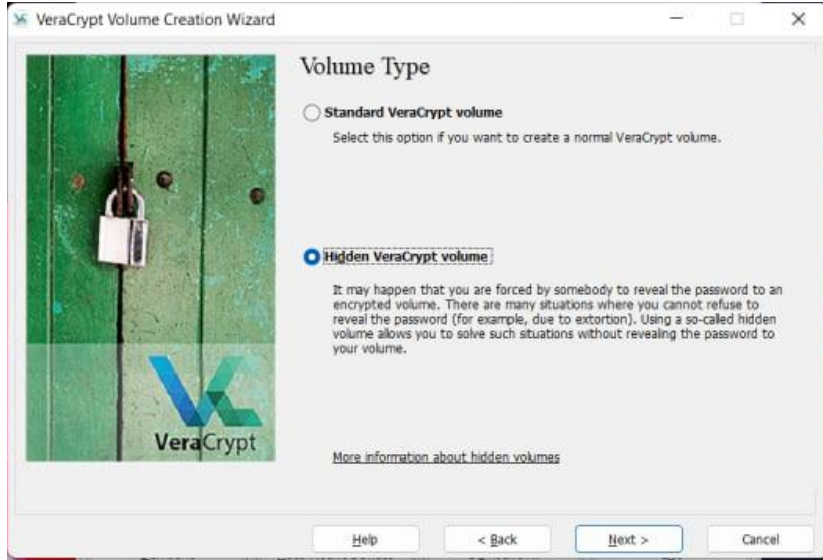 VeraCrypt Volume Creation Wizard
Volume Type
Standard VeraCrypt volume
Select this option if you want to create a normal VeraCrypt volume.
Hidden VeraCrypt volume
It may happen that you are forced by somebody to reveal the password to an
encrypted volume. There are many situations where you cannot refuse to
reveal the password (for example, due to extortion). Using a so-called hidden
volume allows you to solve such situations without revealing the password to
your volume.
VeraCrypt
More information about hidden volumes
Help
< Back
Next >
Cancel